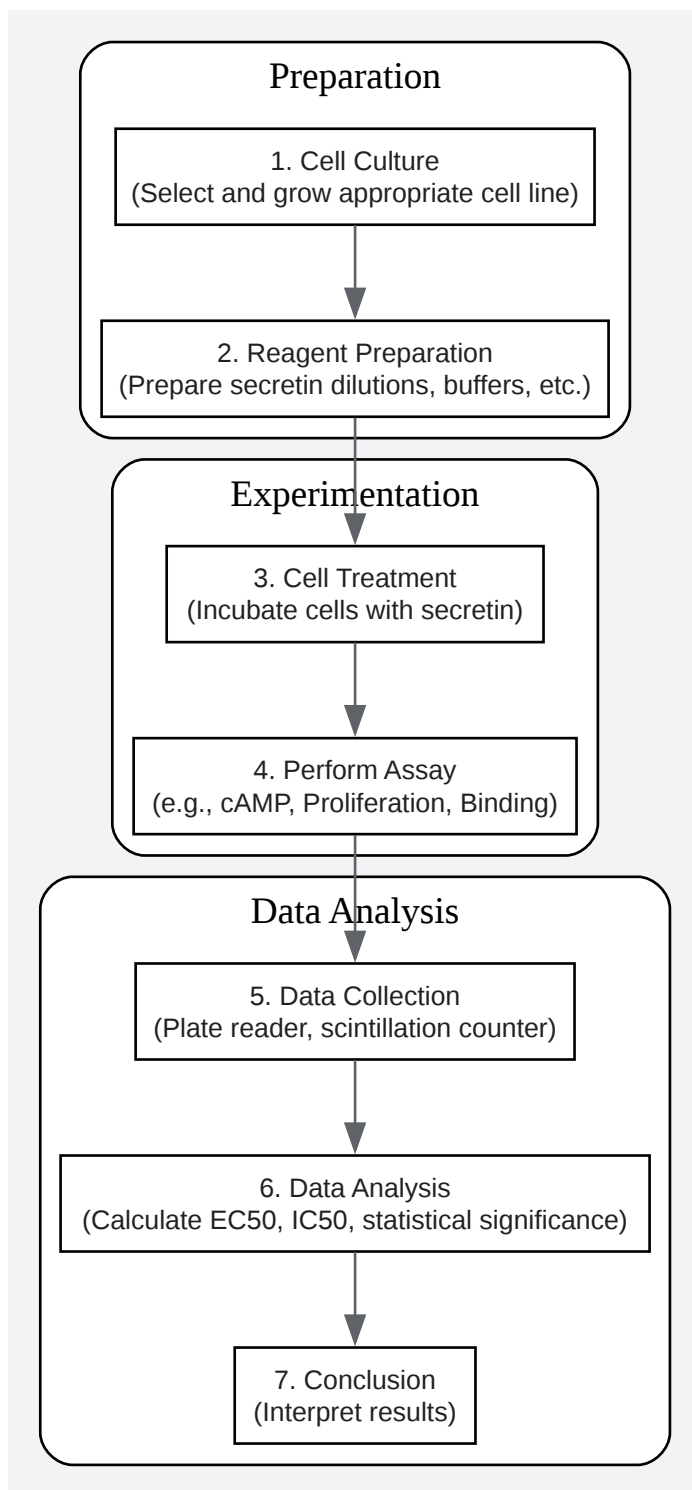 Preparation
1. Cell Culture
(Select and grow appropriate cell line)
2. Reagent Preparation
(Prepare secretin dilutions, buffers, etc.)
Experimentation
3. Cell Treatment
(Incubate cells with secretin)
4. Perform Assay
(e.g., cAMP, Proliferation, Binding)
Data Analysis
5. Data Collection
(Plate reader, scintillation counter)
6. Data Analysis
(Calculate EC50, IC50, statistical significance)
7. Conclusion
(Interpret results)